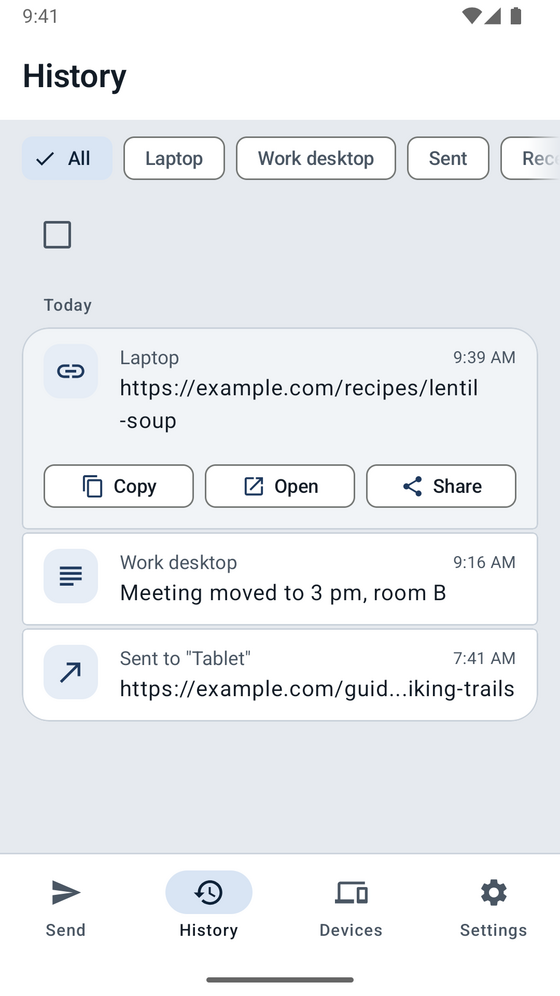 9:41
History
All
Laptop
Work desktop
Sent
Today
Laptop
9:39 AM
https://example.com/recipes/lentil
-soup
Copy
Open
Share
Work desktop
9:16 AM
Meeting moved to 3 pm, room B
Sent to "Tablet"
7:41 AM
https://example.com/guid...iking-trails
Send
History
Devices
Settings